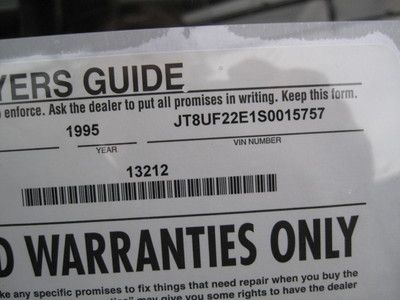 YERS GUIDE
enforce. Ask the dealer to put all promises in writing. Keep this form.
1995 JT8UF22E1S0015757
YEAR VIN NUMBER
13212
D WARRANTIES ONLY
ke any specific promises to fix things that need repair when you buy the
may give you some rights to have the dealer